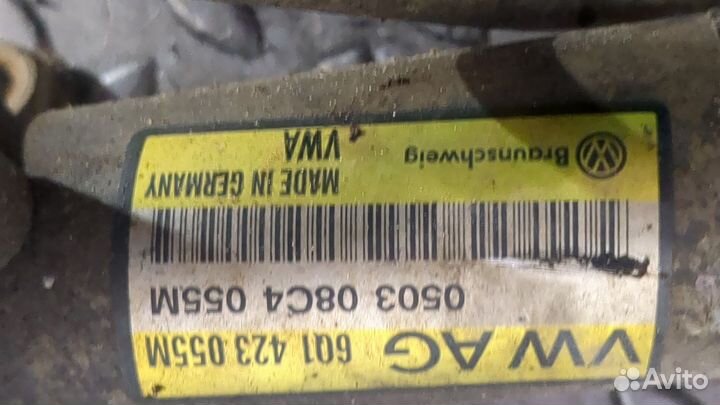 VW AG 6Q1 423 055M
0503 08C4 055M
MADE IN GERMANY
VWA
Braunschweig
Avito